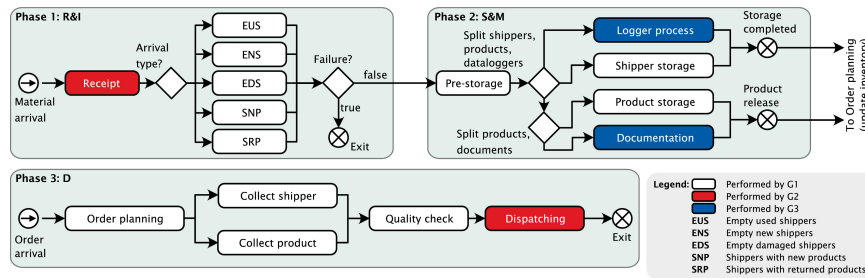 Phase 1: R&I
Material
arrival
Receipt
Arrival
type?
EUS
ENS
EDS
SNP
SRP
Failure?
false
true
Exit
Phase 2: S&M
Pre-storage
Split shippers,
products,
dataloggers
Logger process
Shipper storage
Split products,
documents
Product storage
Documentation
Storage
completed
Product
release
To Order planning
(update inventory)
Phase 3: D
Order
arrival
Order planning
Collect shipper
Collect product
Quality check
Dispatching
Exit
Legend:
Performed by G1
Performed by G2
Performed by G3
EUS Empty used shippers
ENS Empty new shippers
EDS Empty damaged shippers
SNP Shippers with new products
SRP Shippers with returned products